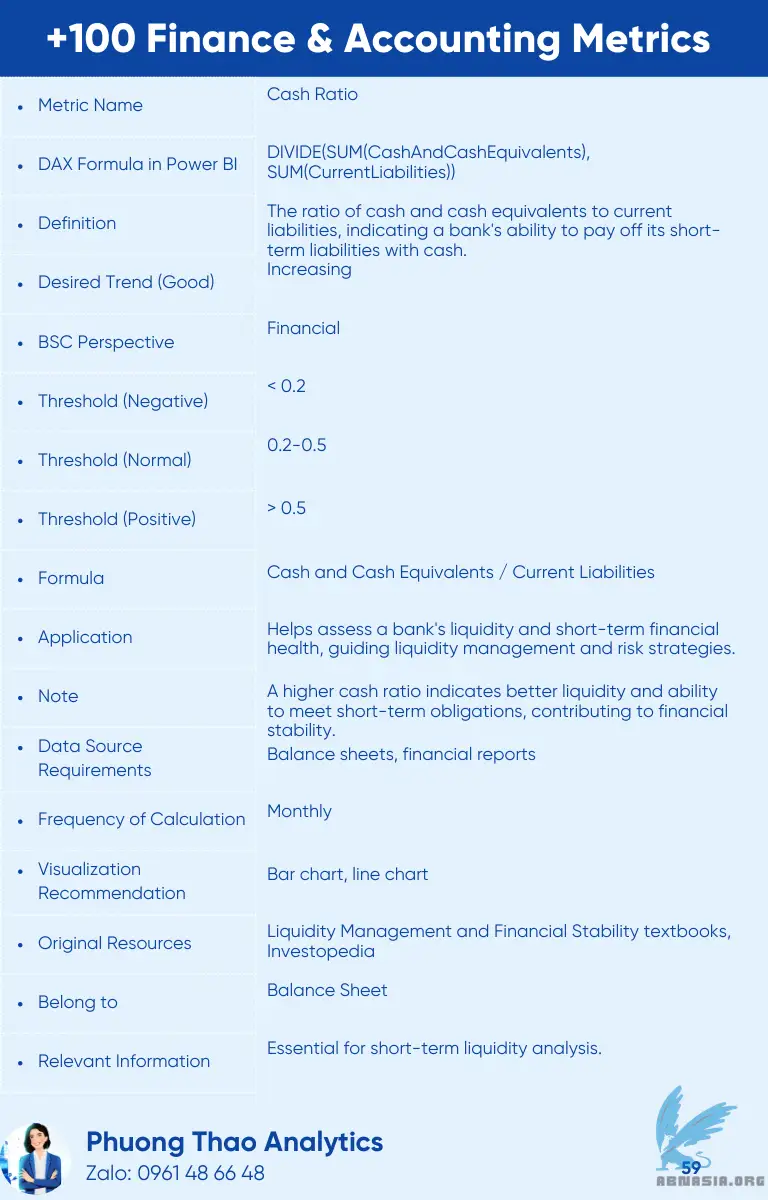 +100 Finance & Accounting Metrics
• Metric Name
Cash Ratio
• DAX Formula in Power BI
DIVIDE(SUM(CashAndCashEquivalents),
SUM(CurrentLiabilities))
• Definition
The ratio of cash and cash equivalents to current
liabilities, indicating a bank's ability to pay off its short-
term liabilities with cash.
• Desired Trend (Good)
Increasing
• BSC Perspective
Financial
• Threshold (Negative)
< 0.2
• Threshold (Normal)
0.2-0.5
• Threshold (Positive)
> 0.5
• Formula
Cash and Cash Equivalents / Current Liabilities
• Application
Helps assess a bank's liquidity and short-term financial
health, guiding liquidity management and risk strategies.
• Note
A higher cash ratio indicates better liquidity and ability
to meet short-term obligations, contributing to financial
stability.
• Data Source
Requirements
Balance sheets, financial reports
• Frequency of Calculation
Monthly
• Visualization
Recommendation
Bar chart, line chart
• Original Resources
Liquidity Management and Financial Stability textbooks,
Investopedia
• Belong to
Balance Sheet
• Relevant Information
Essential for short-term liquidity analysis.
Phuong Thao Analytics
Zalo: 0961 48 66 48
59
ABNASIA.ORG